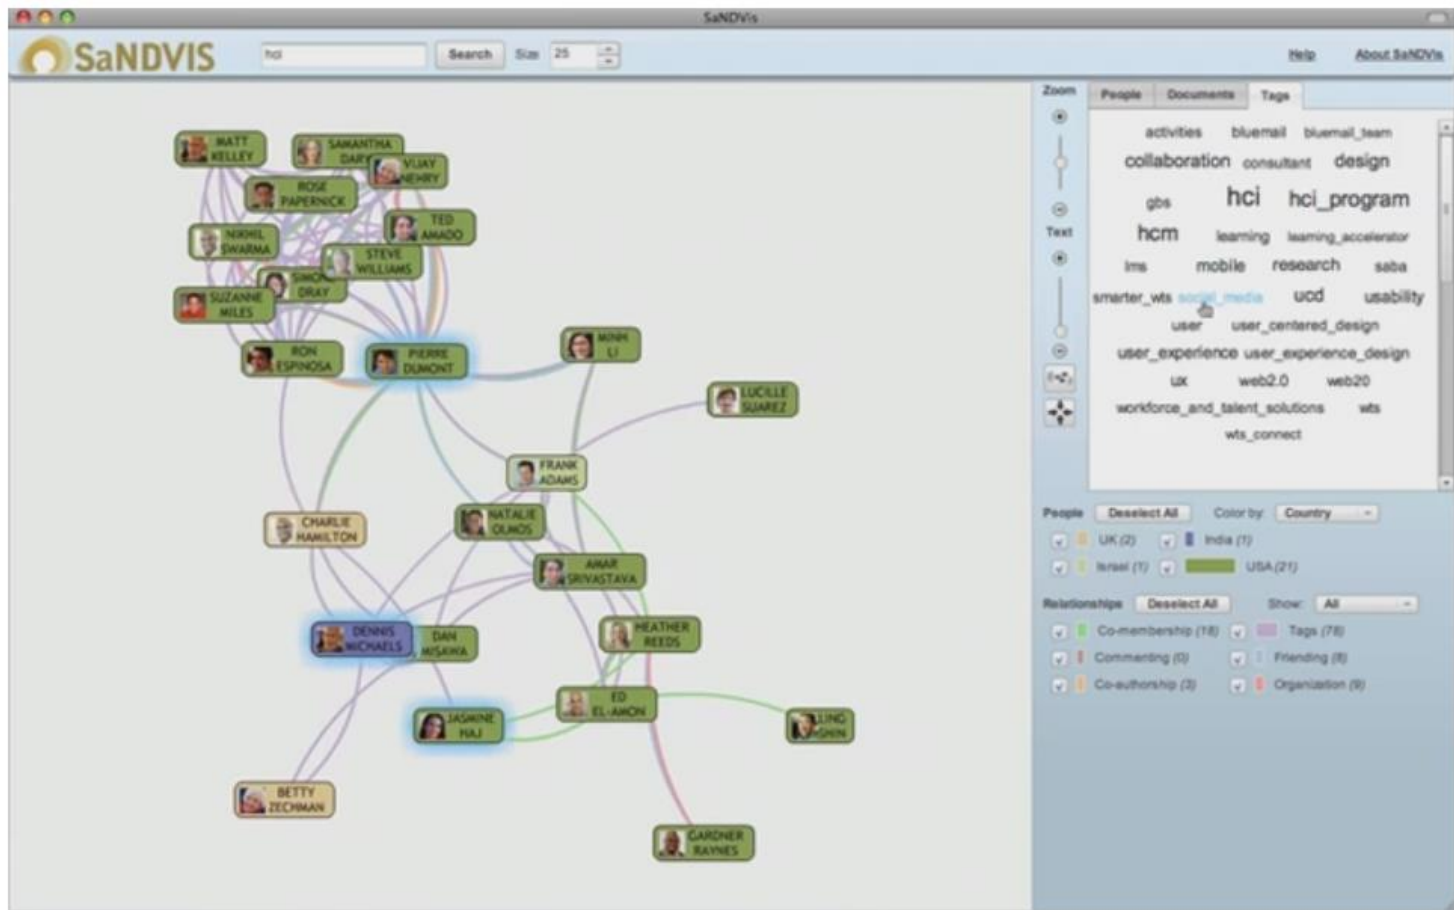 SaNDVis
SaNDVIS
hci
Search
Size
25
Help
About SaNDVis
MATT
KELLEY
SAMANTHA
VIJAY
NEHRY
ROSE
PAPERNICK
TED
AMADO
NIKHIL
SWARMA
STEVE
WILLIAMS
DRAY
SUZANNE
MILES
RON
ESPINOSA
PIERRE
DUMONT
MINH
LI
LUCILLE
SUAREZ
FRANK
ADAMS
NATALIE
OLMOS
CHARLIE
HAMILTON
AMAR
SRIVASTAVA
DENNIS
MICHAELS
DAN
MISAWA
HEATHER
REEDS
ED
EL-AMON
JASMINE
HAJ
LING
BETTY
ZECHMAN
GARDNER
RAYNES
Zoom
Text
People
Documents
Tags
activities bluemail bluemail_team
collaboration consultant design
gbs hci hci_program
hcm learning learning_accelerator
lms mobile research saba
smarter_wts social_media ucd usability
user user_centered_design
user_experience user_experience_design
ux web2.0 web20
workforce_and_talent_solutions wts
wts_connect
People
Deselect All
Color by:
Country
UK (2)
India (1)
Israel (1)
USA (21)
Relationships
Deselect All
Show:
All
Co-membership (18)
Tags (78)
Commenting (0)
Friending (8)
Co-authorship (3)
Organization (9)